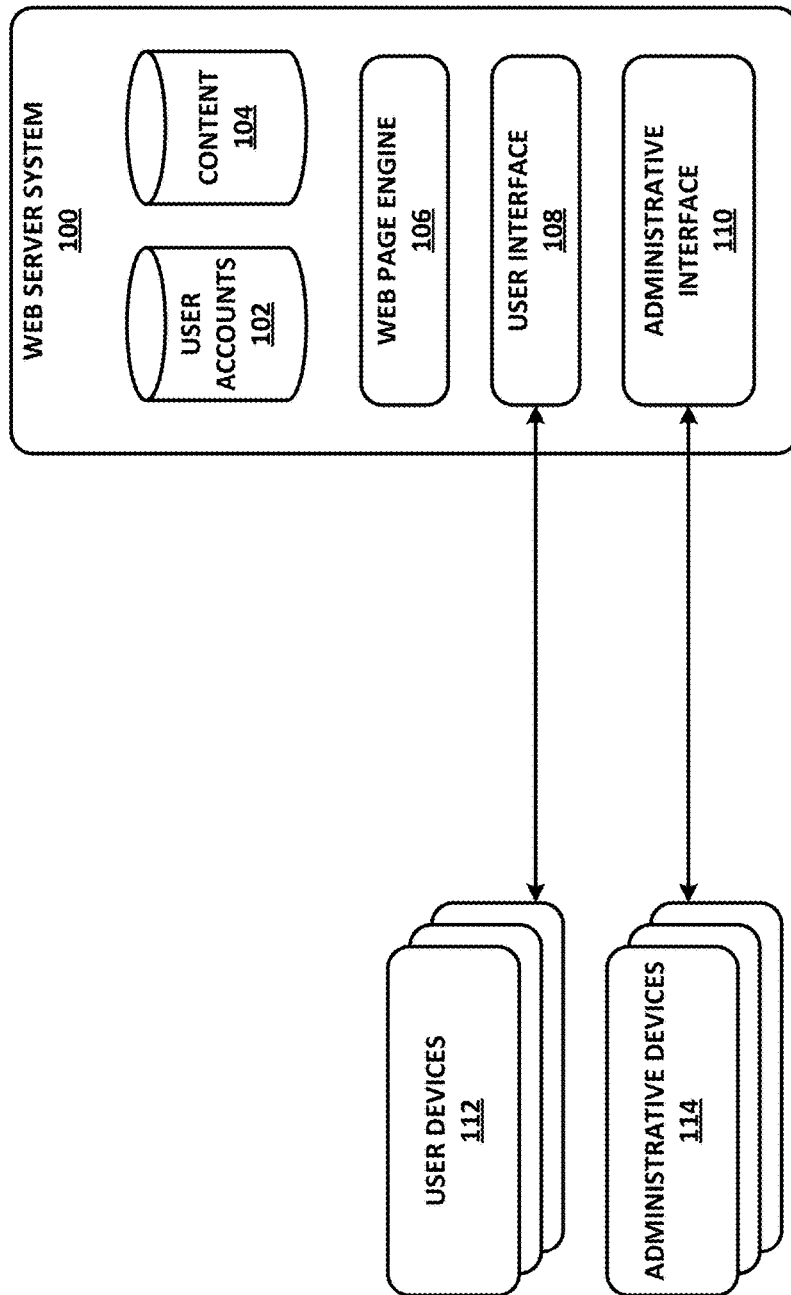 WEB SERVER SYSTEM
100
USER
ACCOUNTS
102
CONTENT
104
WEB PAGE ENGINE
106
USER INTERFACE
108
ADMINISTRATIVE
INTERFACE
110
USER DEVICES
112
ADMINISTRATIVE DEVICES
114